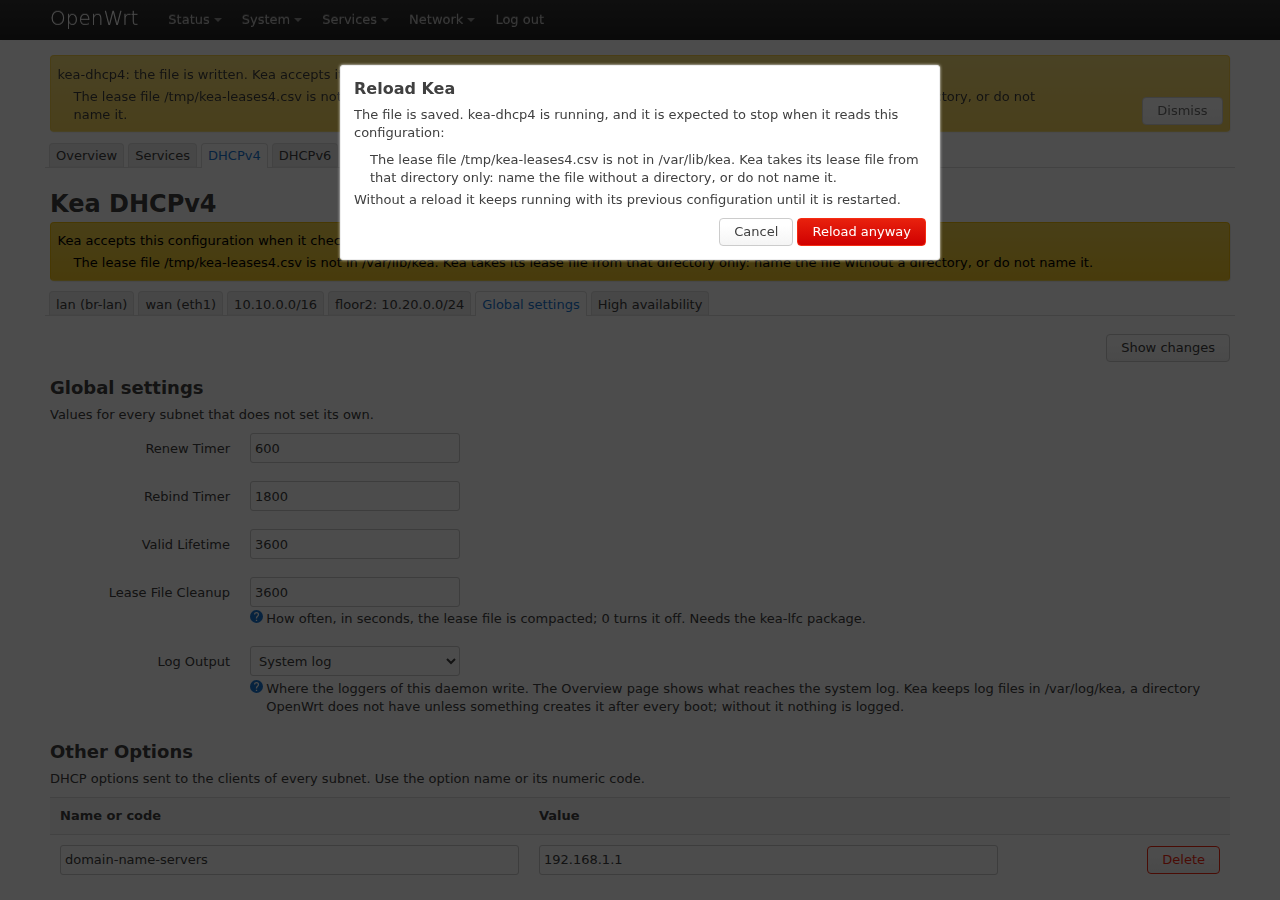 OpenWrt Status System Services Network Log out
kea-dhcp4: the file is written. Kea accepts
The lease file /tmp/kea-leases4.csv is not
tory, or do not
name it.
Dismiss
Reload Kea
The file is saved. kea-dhcp4 is running, and it is expected to stop when it reads this
configuration:
The lease file /tmp/kea-leases4.csv is not in /var/lib/kea. Kea takes its lease file from
that directory only: name the file without a directory, or do not name it.
Without a reload it keeps running with its previous configuration until it is restarted.
Cancel Reload anyway
Overview Services DHCPv4 DHCPv6
Kea DHCPv4
Kea accepts this configuration when it
The lease file /tmp/kea-leases4.csv is not in /var/lib/kea. Kea takes its lease file from that directory only: name the file without a directory, or do not name it.
lan (br-lan) wan (eth1) 10.10.0.0/16 floor2: 10.20.0.0/24 Global settings High availability
Show changes
Global settings
Values for every subnet that does not set its own.
Renew Timer 600
Rebind Timer 1800
Valid Lifetime 3600
Lease File Cleanup 3600
How often, in seconds, the lease file is compacted; 0 turns it off. Needs the kea-lfc package.
Log Output System log
Where the loggers of this daemon write. The Overview page shows what reaches the system log. Kea keeps log files in /var/log/kea, a directory
OpenWrt does not have unless something creates it after every boot; without it nothing is logged.
Other Options
DHCP options sent to the clients of every subnet. Use the option name or its numeric code.
Name or code Value
domain-name-servers 192.168.1.1 Delete